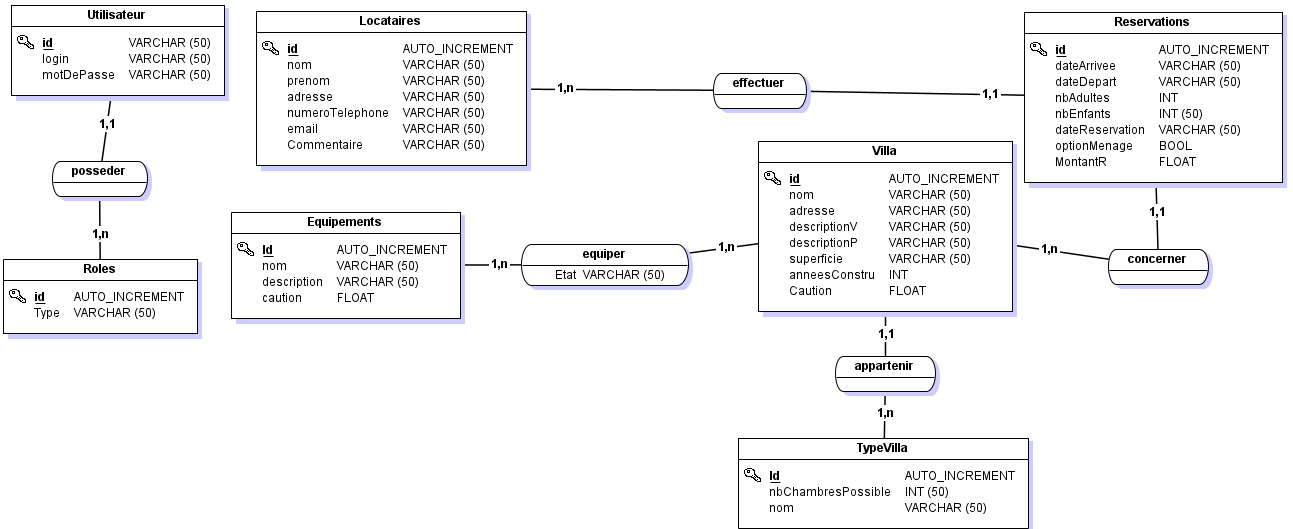 Utilisateur
id VARCHAR (50)
login VARCHAR (50)
motDePasse VARCHAR (50)
1,1
posseder
1,n
Roles
id AUTO_INCREMENT
Type VARCHAR (50)
Locataires
id AUTO_INCREMENT
nom VARCHAR (50)
prenom VARCHAR (50)
adresse VARCHAR (50)
numeroTelephone VARCHAR (50)
email VARCHAR (50)
Commentaire VARCHAR (50)
1,n
effectuer
1,1
Reservations
id AUTO_INCREMENT
dateArrivee VARCHAR (50)
dateDepart VARCHAR (50)
nbAdultes INT
nbEnfants INT (50)
dateReservation VARCHAR (50)
optionMenage BOOL
MontantR FLOAT
1,1
concerner
1,n
Villa
id AUTO_INCREMENT
nom VARCHAR (50)
adresse VARCHAR (50)
descriptionV VARCHAR (50)
descriptionP VARCHAR (50)
superficie VARCHAR (50)
anneesConstru INT
Caution FLOAT
Equipements
Id AUTO_INCREMENT
nom VARCHAR (50)
description VARCHAR (50)
caution FLOAT
1,n
equiper
Etat VARCHAR (50)
1,n
1,1
appartenir
1,n
TypeVilla
Id AUTO_INCREMENT
nbChambresPossible INT (50)
nom VARCHAR (50)